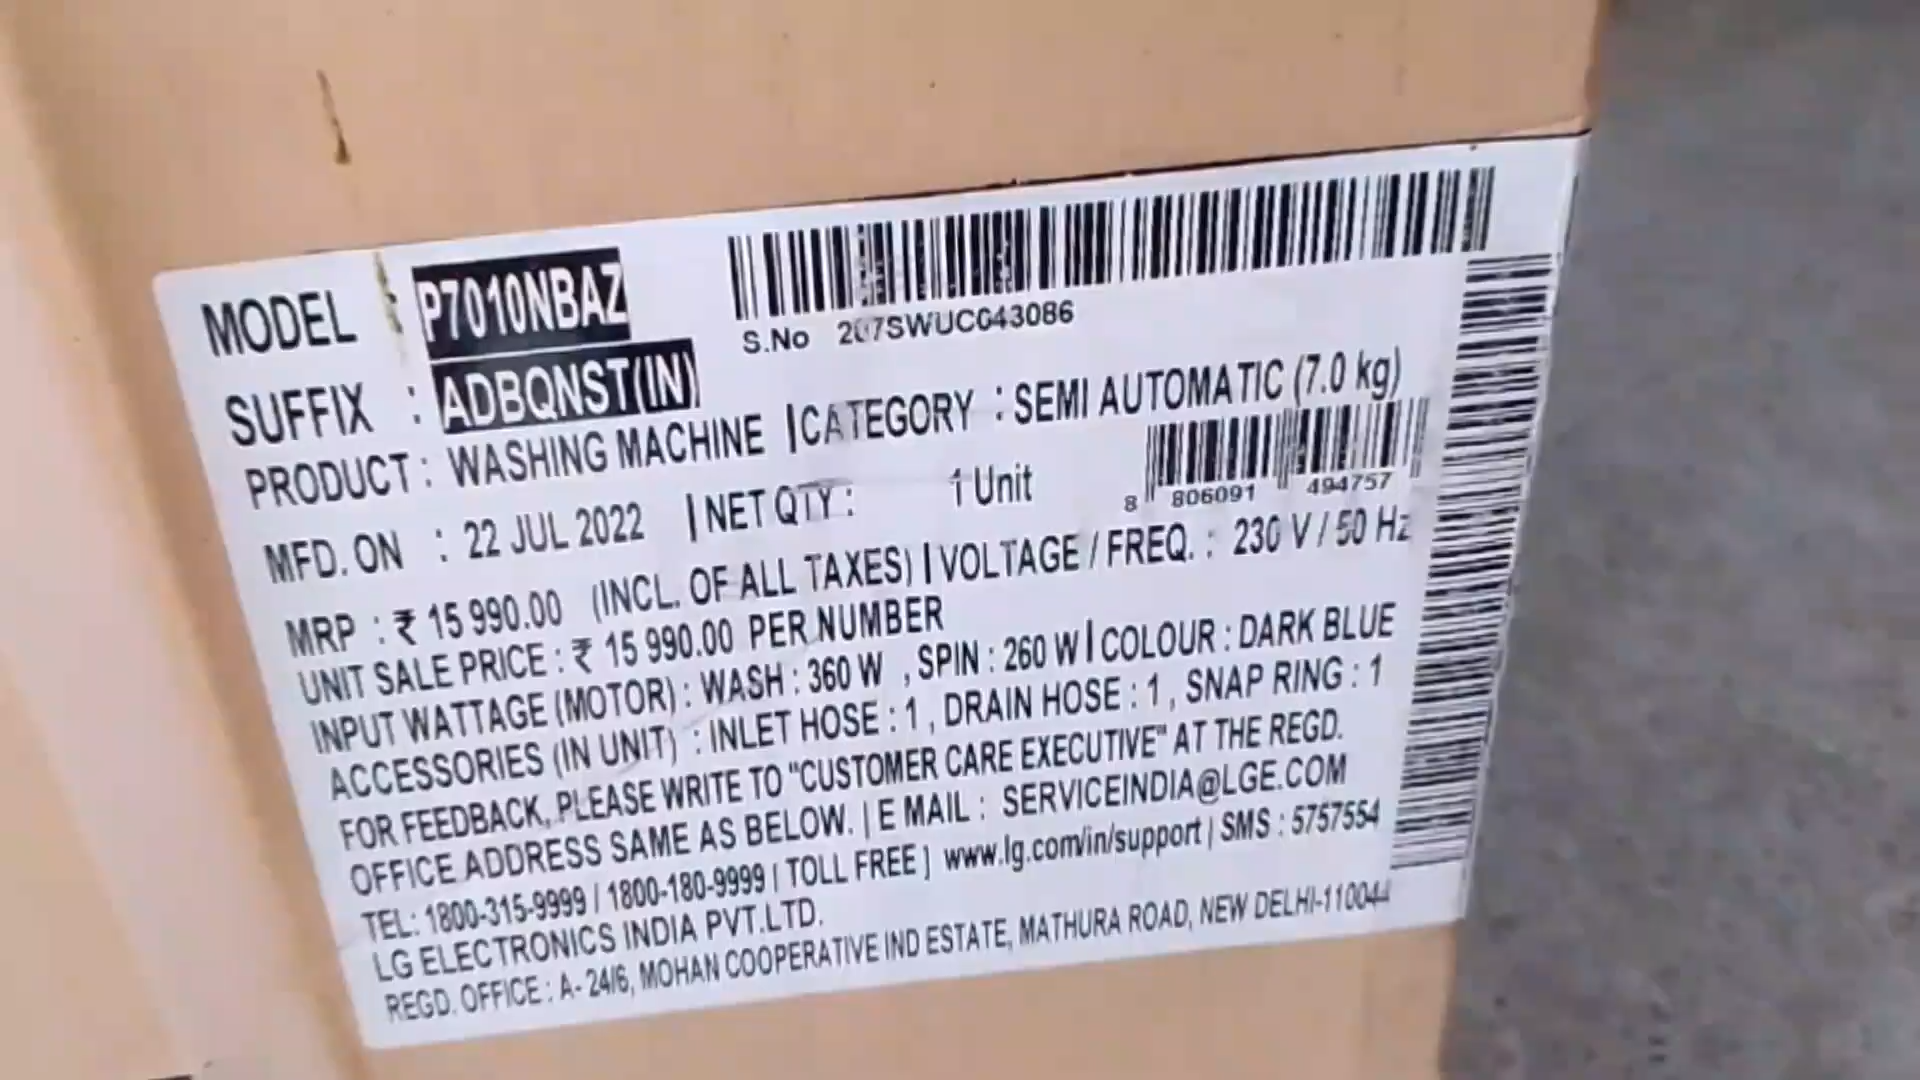 MODEL : P7010NBAZ
S.No 207SWUC043086
SUFFIX : ADBQNST(IN)
PRODUCT : WASHING MACHINE | CATEGORY : SEMI AUTOMATIC (7.0 kg)
MFD. ON : 22 JUL 2022 | NET QTY : 1 Unit
8 806091 494757
MRP : ₹ 15 990.00 (INCL. OF ALL TAXES) | VOLTAGE / FREQ. : 230 V / 50 Hz
UNIT SALE PRICE : ₹ 15 990.00 PER NUMBER
INPUT WATTAGE (MOTOR) : WASH : 360 W , SPIN : 260 W | COLOUR : DARK BLUE
ACCESSORIES (IN UNIT) : INLET HOSE : 1 , DRAIN HOSE : 1 , SNAP RING : 1
FOR FEEDBACK, PLEASE WRITE TO "CUSTOMER CARE EXECUTIVE" AT THE REGD.
OFFICE ADDRESS SAME AS BELOW. | E MAIL : SERVICEINDIA@LGE.COM
TEL : 1800-315-9999 / 1800-180-9999 | TOLL FREE ] www.lg.com/in/support | SMS : 5757554
LG ELECTRONICS INDIA PVT.LTD.
REGD. OFFICE : A- 24/6, MOHAN COOPERATIVE IND ESTATE, MATHURA ROAD, NEW DELHI-110044